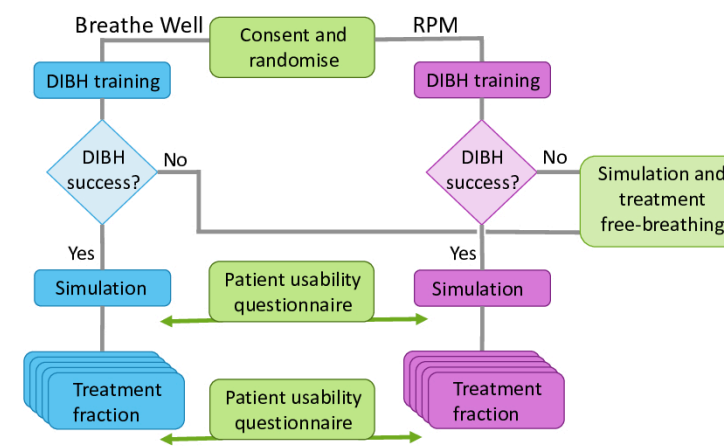 Breathe Well
Consent and
randomise
RPM
DIBH training
DIBH training
DIBH
success?
No
DIBH
success?
No
Simulation and
treatment
free-breathing
Yes
Yes
Simulation
Patient usability
questionnaire
Simulation
Treatment
fraction
Patient usability
questionnaire
Treatment
fraction